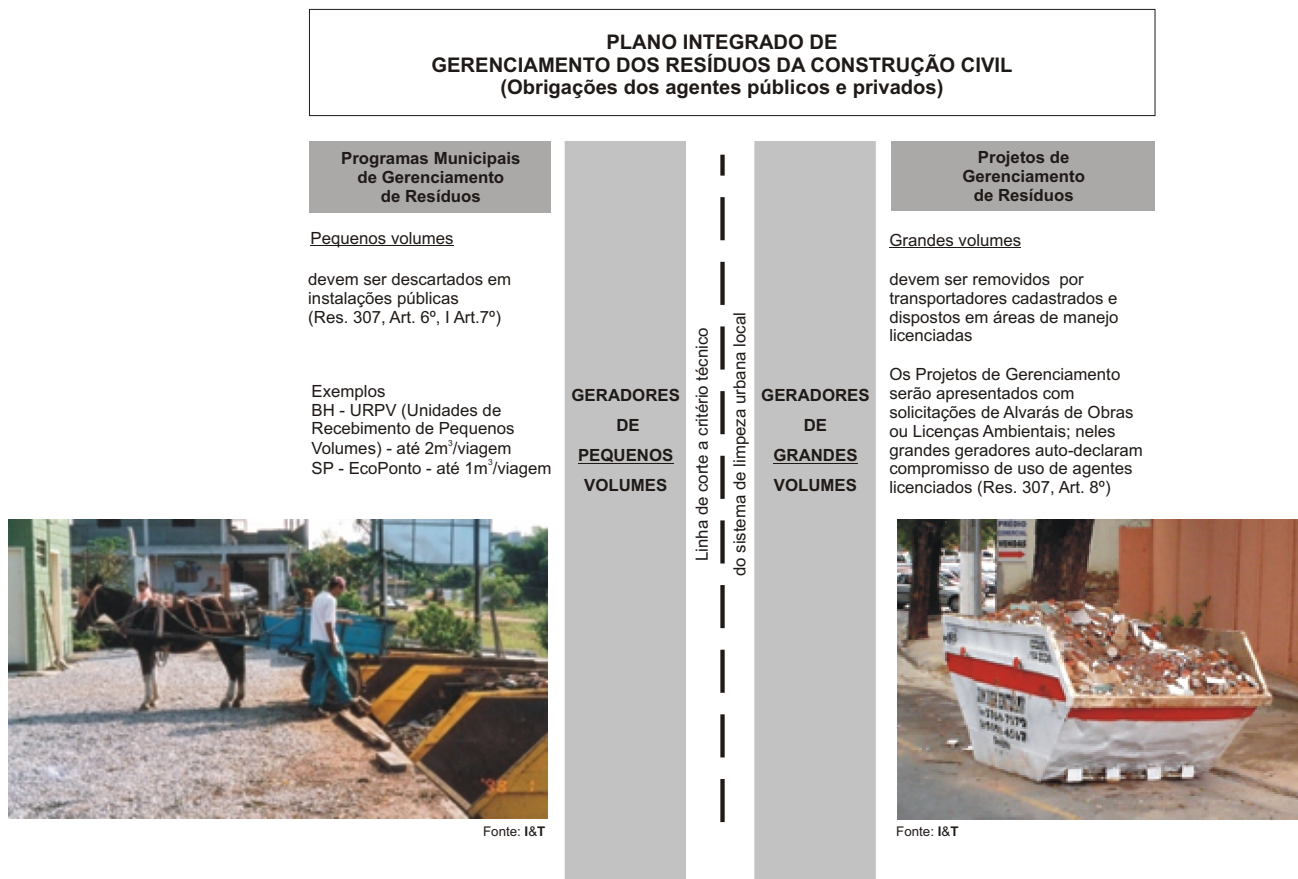 PLANO INTEGRADO DE
GERENCIAMENTO DOS RESÍDUOS DA CONSTRUÇÃO CIVIL
(Obrigações dos agentes públicos e privados)
Programas Municipais
de Gerenciamento
de Resíduos
Pequenos volumes
devem ser descartados em
instalações públicas
(Res. 307, Art. 6º, I Art.7º)
Exemplos
BH - URPV (Unidades de
Recebimento de Pequenos
Volumes) - até 2m³/viagem
SP - EcoPonto - até 1m³/viagem
Fonte: I&T
GERADORES
DE
PEQUENOS
VOLUMES
Linha de corte a critério técnico
do sistema de limpeza urbana local
GERADORES
DE
GRANDES
VOLUMES
Projetos de
Gerenciamento
de Resíduos
Grandes volumes
devem ser removidos por
transportadores cadastrados e
dispostos em áreas de manejo
licenciadas
Os Projetos de Gerenciamento
serão apresentados com
solicitações de Alvarás de Obras
ou Licenças Ambientais; neles
grandes geradores auto-declaram
compromisso de uso de agentes
licenciados (Res. 307, Art. 8º)
PREDIO
COMERCIAL
Fonte: I&T